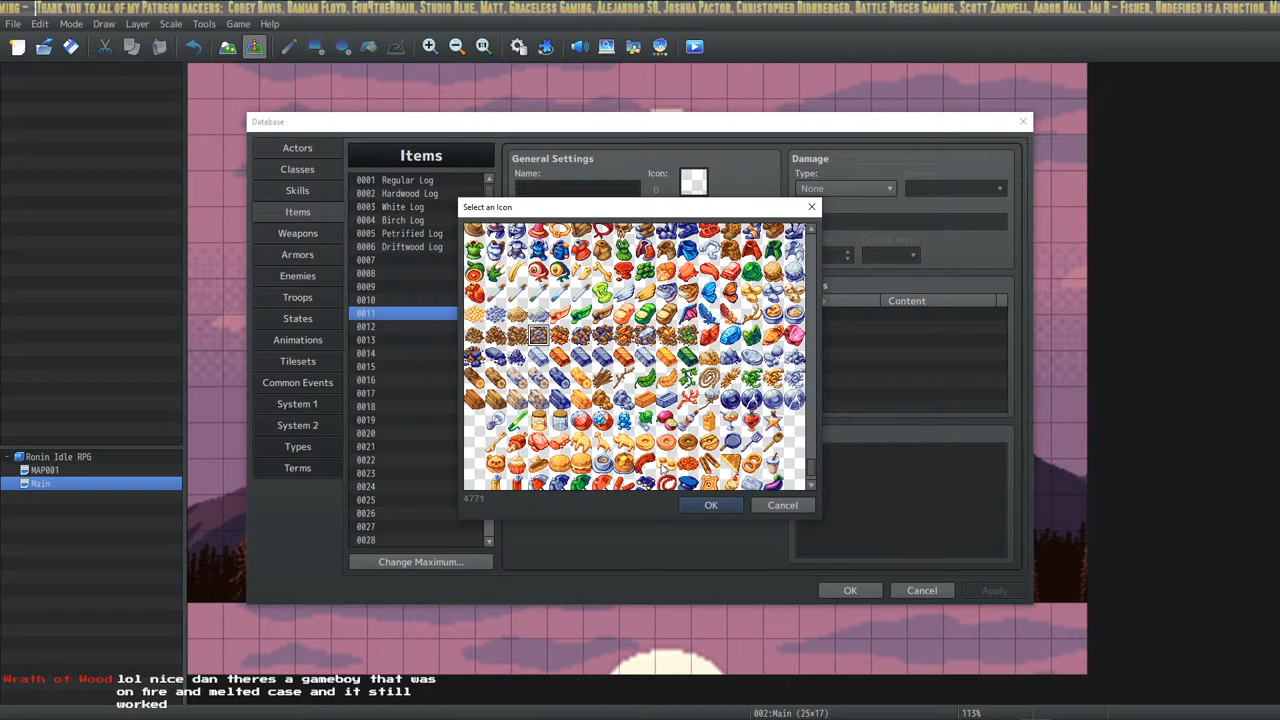 MING - THANK YOU TO ALL OF MY PATREON BACKERS: COREY DAVIS, DAMIAN FLOYD, FUN4THEBRAIN, STUDIO BLUE, MATT, GRACELESS GAMING, ALEJANDRO SQ, JOSHUA PACTOR, CHRISTOPHER DIRNBERGER, BATTLE PISCES GAMING, SCOTT ZARWELL, AARON HALL, JAI R - FISHER, UNDEFINED IS A FUNCTION, M
File Edit Mode Draw Layer Scale Tools Game Help
Database
Actors
Classes
Skills
Items
Weapons
Armors
Enemies
Troops
States
Animations
Tilesets
Common Events
System 1
System 2
Types
Terms
Items
0001 Regular Log
0002 Hardwood Log
0003 White Log
0004 Birch Log
0005 Petrified Log
0006 Driftwood Log
0007
0008
0009
0010
0011
0012
0013
0014
0015
0016
0017
0018
0019
0020
0021
0022
0023
0024
0025
0026
0027
0028
Change Maximum...
General Settings
Name:
Icon:
0
Damage
Type:
None
Content
Select an Icon
4771
OK Cancel
OK Cancel Apply
Ronin Idle RPG
MAP001
Main
Wrath of Wood lol nice dan theres a gameboy that was
on fire and melted case and it still
worked
002:Main (25x17)
113%